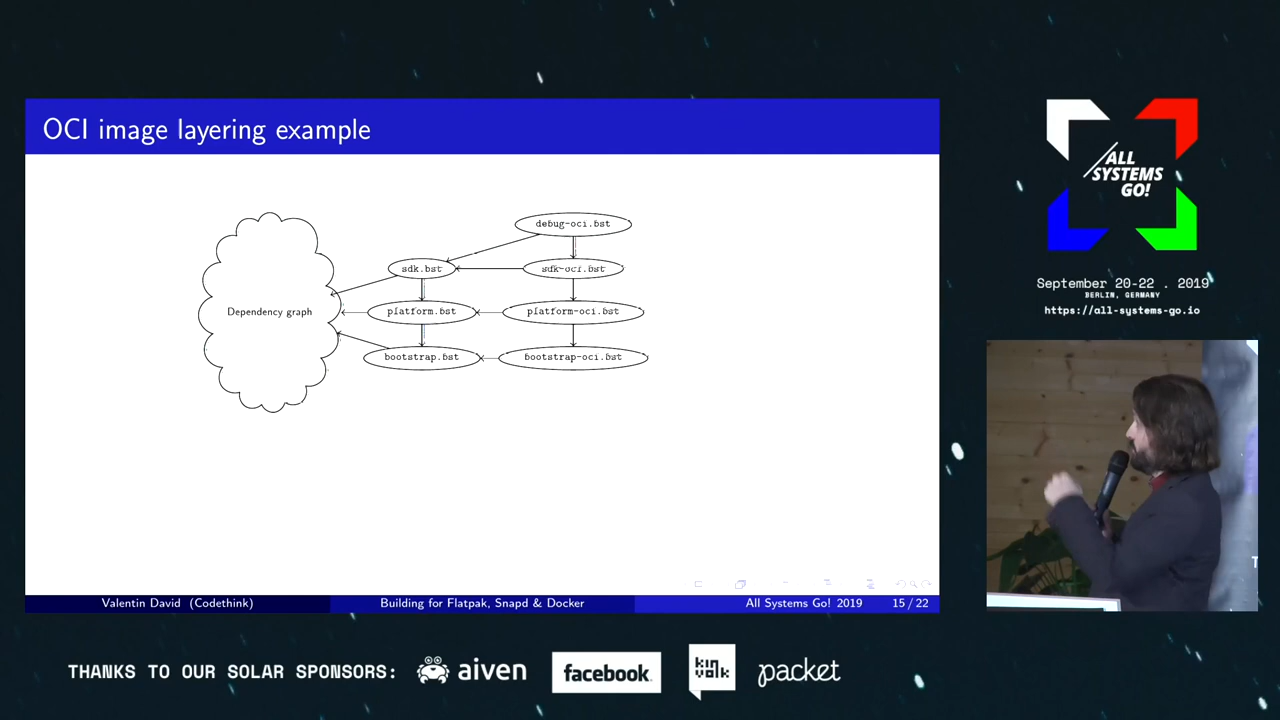 OCI image layering example
debug-oci.bst
sdk.bst
sdk-oci.bst
Dependency graph
platform.bst
platform-oci.bst
bootstrap.bst
bootstrap-oci.bst
Valentin David (Codethink)
Building for Flatpak, Snapd & Docker
All Systems Go! 2019
15 / 22
ALL
SYSTEMS
GO!
September 20-22 . 2019
BERLIN, GERMANY
https://all-systems-go.io
THANKS TO OUR SOLAR SPONSORS:
aiven
facebook.
kinvolk
packet